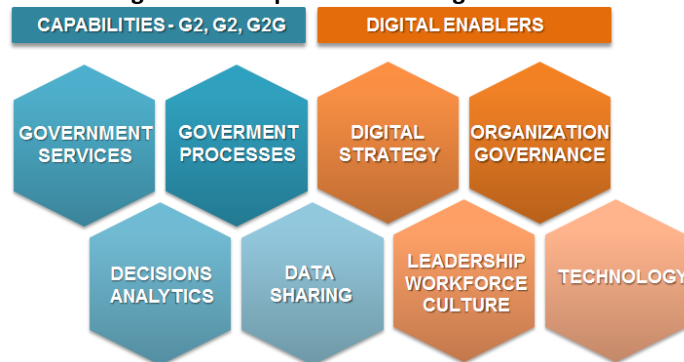 CAPABILITIES - G2, G2, G2G
DIGITAL ENABLERS
GOVERNMENT
SERVICES
GOVERMENT
PROCESSES
DIGITAL
STRATEGY
ORGANIZATION
GOVERNANCE
DECISIONS
ANALYTICS
DATA
SHARING
LEADERSHIP
WORKFORCE
CULTURE
TECHNOLOGY